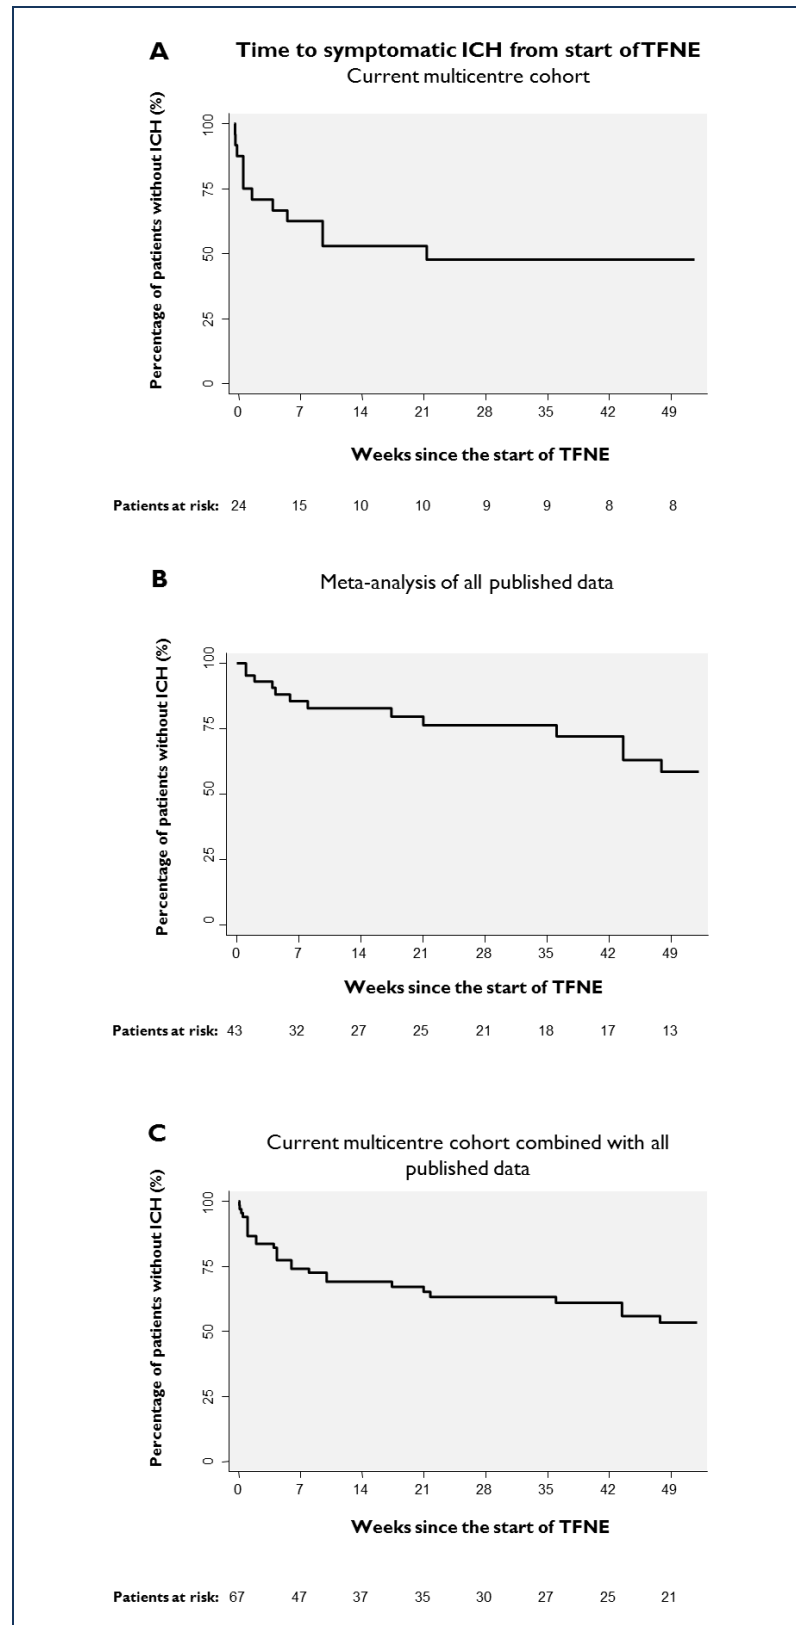 A
Time to symptomatic ICH from start of TFNE
Current multicentre cohort
Percentage of patients without ICH (%)
100
75
50
25
0
0 7 14 21 28 35 42 49
Weeks since the start of TFNE
Patients at risk: 24 15 10 10 9 9 8 8
B
Meta-analysis of all published data
Percentage of patients without ICH (%)
100
75
50
25
0
0 7 14 21 28 35 42 49
Weeks since the start of TFNE
Patients at risk: 43 32 27 25 21 18 17 13
C
Current multicentre cohort combined with all
published data
Percentage of patients without ICH (%)
100
75
50
25
0
0 7 14 21 28 35 42 49
Weeks since the start of TFNE
Patients at risk: 67 47 37 35 30 27 25 21